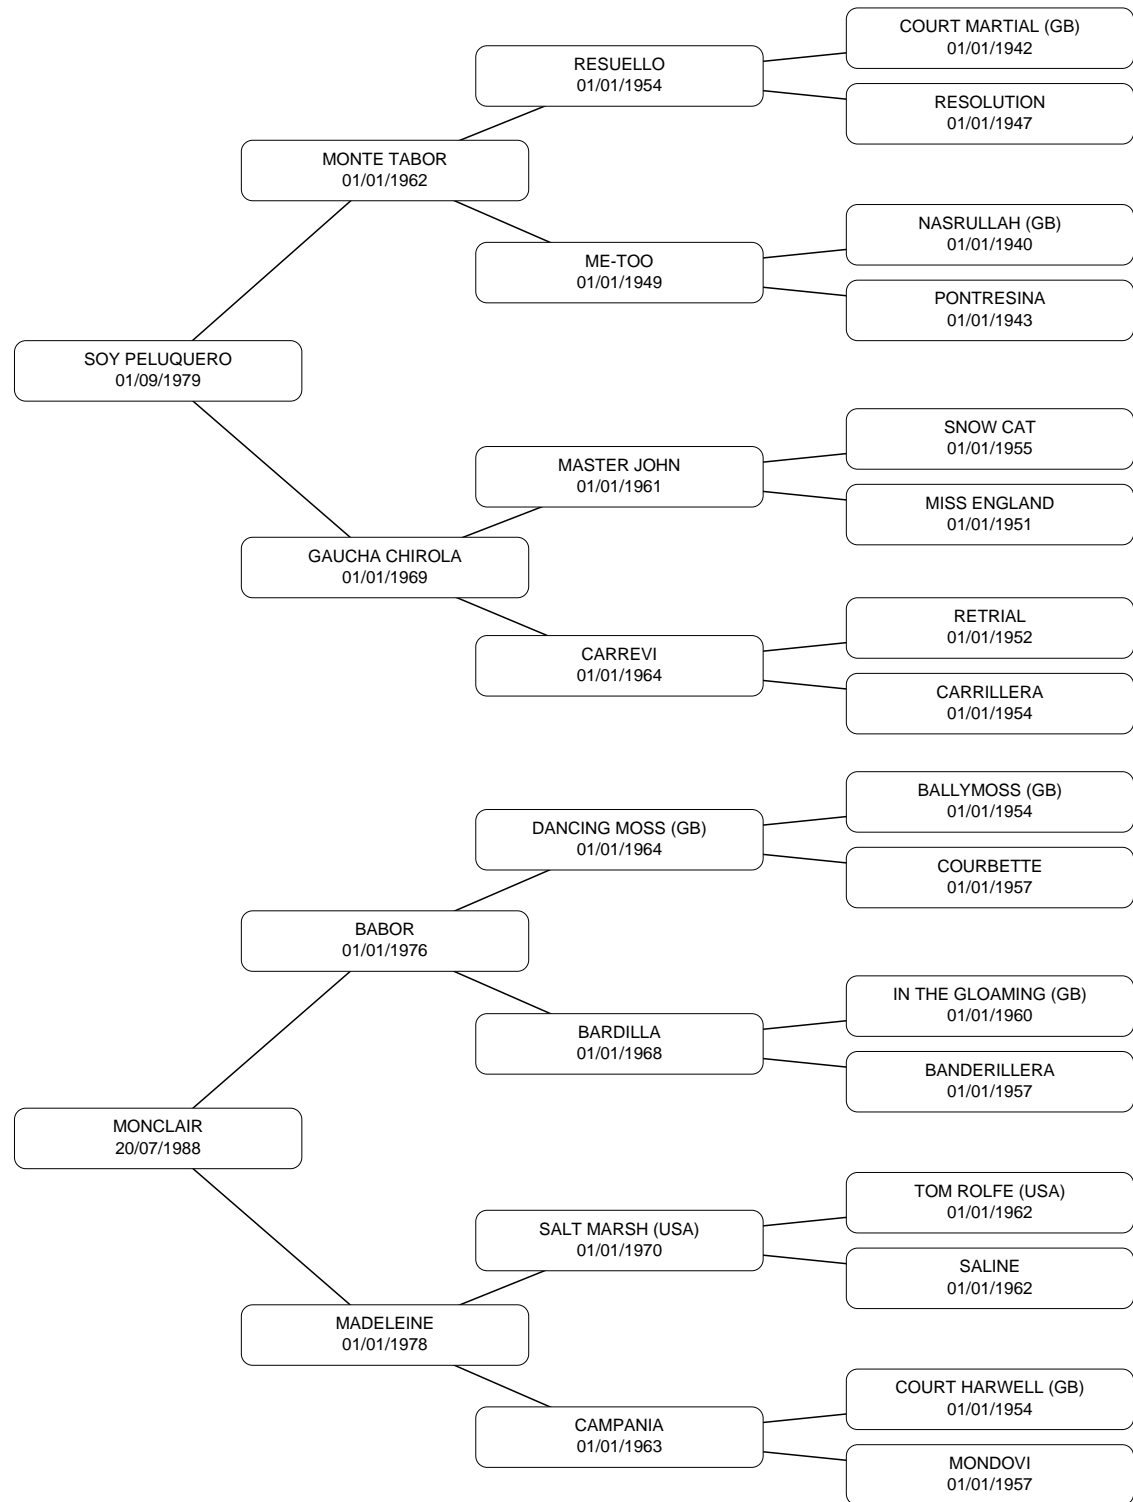 COURT MARTIAL (GB)
01/01/1942
RESUELLO
01/01/1954
RESOLUTION
01/01/1947
MONTE TABOR
01/01/1962
NASRULLAH (GB)
01/01/1940
ME-TOO
01/01/1949
PONTRESINA
01/01/1943
SOY PELUQUERO
01/09/1979
SNOW CAT
01/01/1955
MASTER JOHN
01/01/1961
MISS ENGLAND
01/01/1951
GAUCHA CHIROLA
01/01/1969
RETRIAL
01/01/1952
CARREVI
01/01/1964
CARRILLERA
01/01/1954
BALLYMOSS (GB)
01/01/1954
DANCING MOSS (GB)
01/01/1964
COURBETTE
01/01/1957
BABOR
01/01/1976
IN THE GLOAMING (GB)
01/01/1960
BARDILLA
01/01/1968
BANDERILLERA
01/01/1957
MONCLAIR
20/07/1988
TOM ROLFE (USA)
01/01/1962
SALT MARSH (USA)
01/01/1970
SALINE
01/01/1962
MADELEINE
01/01/1978
COURT HARWELL (GB)
01/01/1954
CAMPANIA
01/01/1963
MONDOVI
01/01/1957